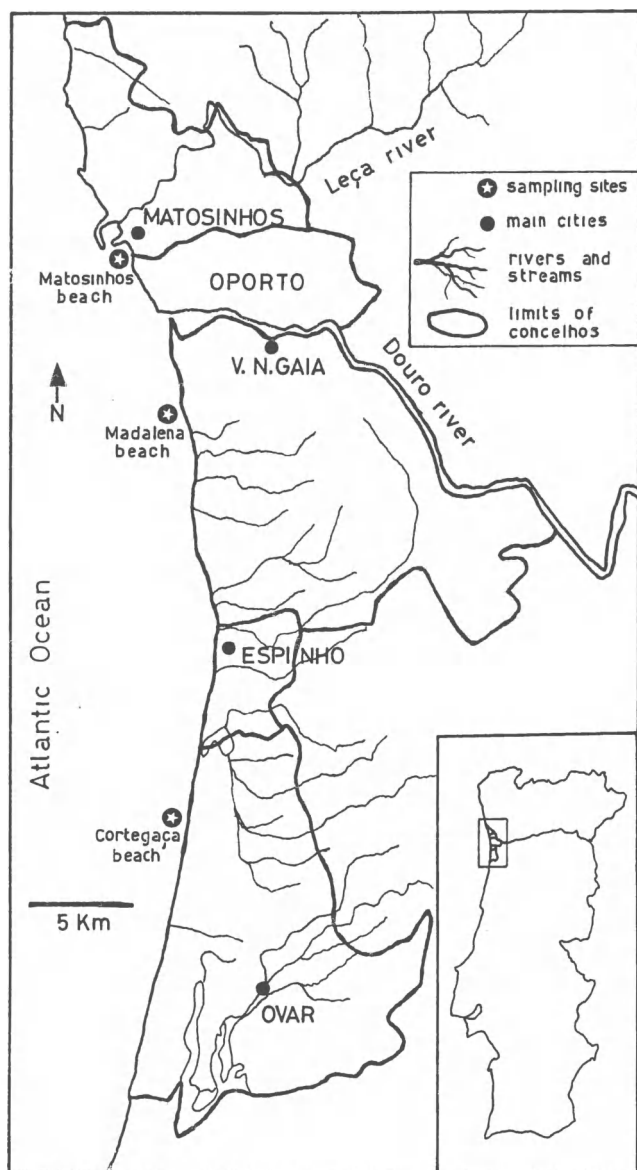 Leça river
sampling sites
main cities
rivers and
streams
limits of
concelhos
MATOSINHOS
Matosinhos
beach
OPORTO
V. N. GAIA
Douro river
N
Madalena
beach
Atlantic Ocean
ESPINHO
Cortegaça
beach
5 Km
OVAR